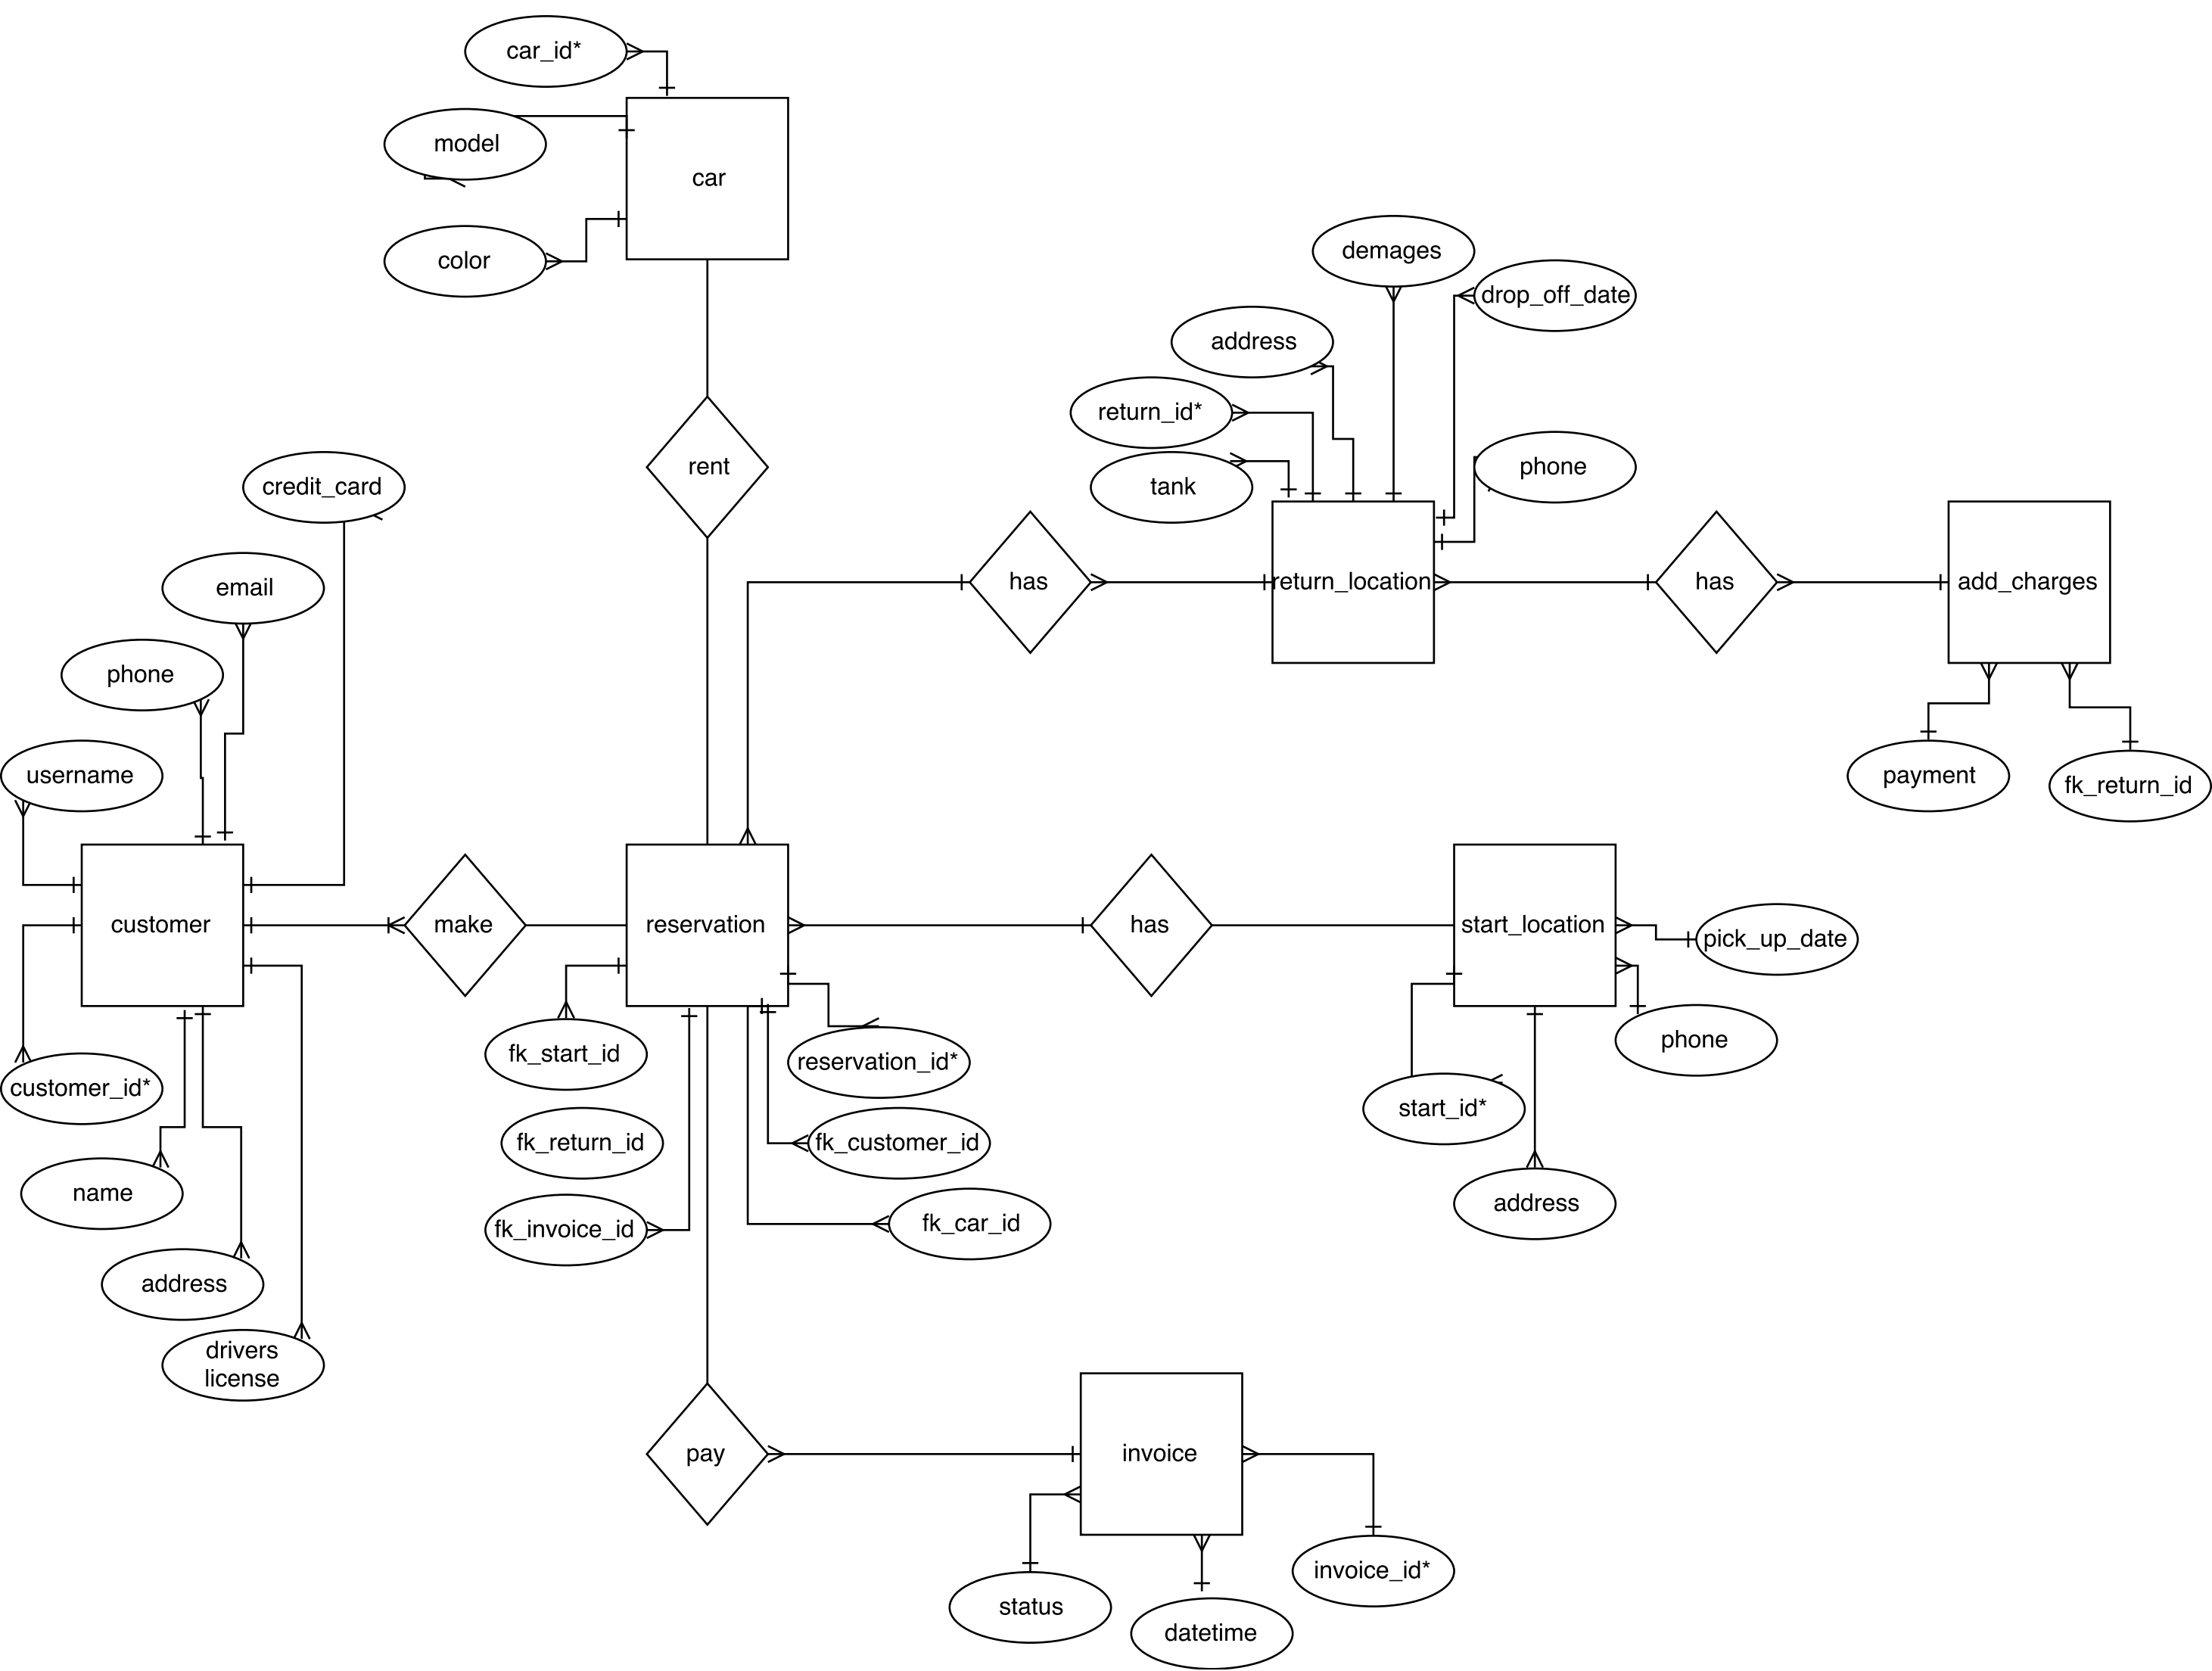 car_id*
model
car
color
demages
drop_off_date
address
return_id*
tank
phone
rent
credit_card
has
return_location
has
add_charges
email
phone
username
payment
fk_return_id
customer
make
reservation
has
start_location
pick_up_date
phone
fk_start_id
reservation_id*
customer_id*
start_id*
fk_return_id
fk_customer_id
name
address
fk_invoice_id
fk_car_id
address
drivers
license
pay
invoice
invoice_id*
status
datetime